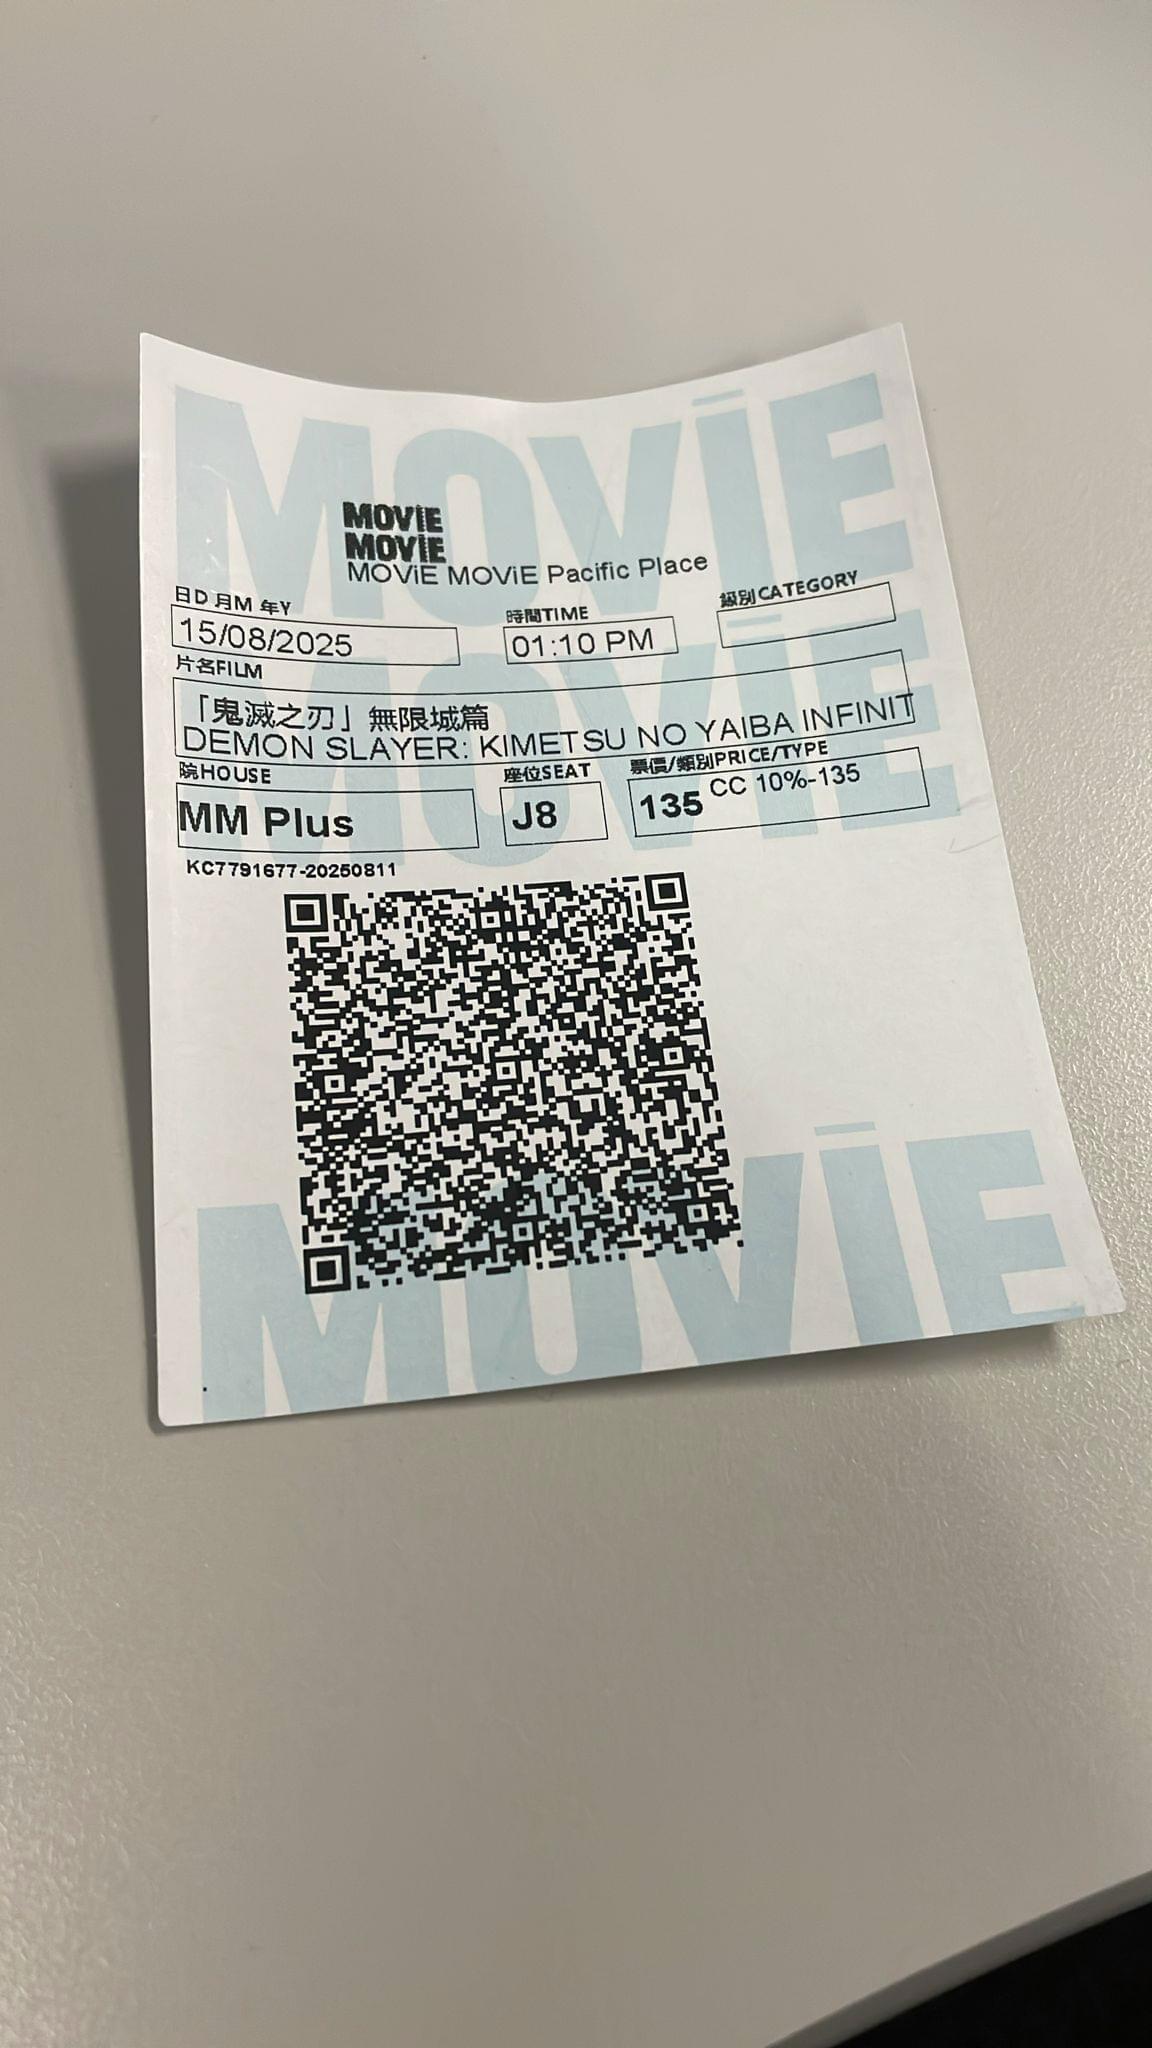 MOViE
MOViE
MOViE
MOViE
MOViE
MOViE MOViE Pacific Place
日D 月M 年Y
時間TIME
級別CATEGORY
15/08/2025
01:10 PM
片名FILM
「鬼滅之刃」無限城篇
DEMON SLAYER: KIMETSU NO YAIBA INFINIT
院HOUSE
座位SEAT
票價/類別PRICE/TYPE
MM Plus
J8
135 CC 10%-135
KC7791677-20250811
MOViE